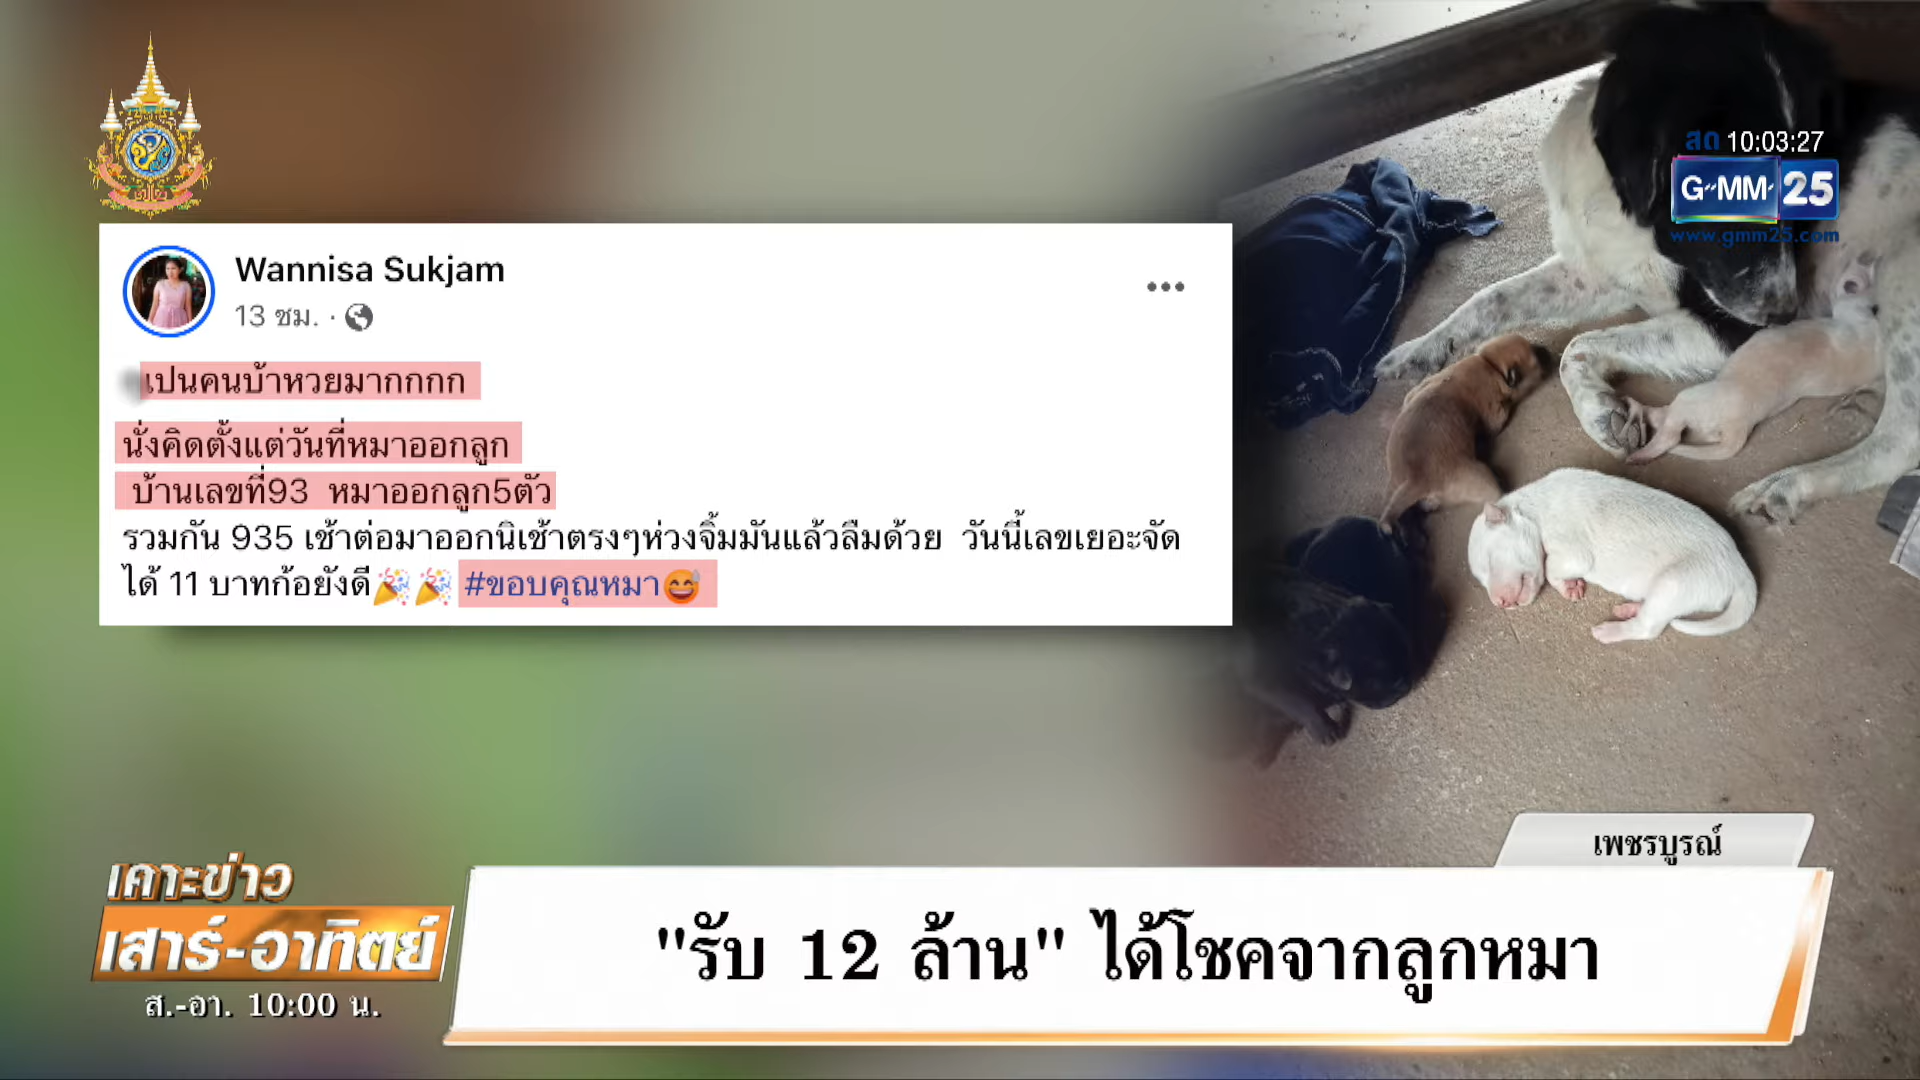 สด 10:03:27
GMM 25
www.gmm25.com
Wannisa Sukjam
13 ชม. ·
เปนคนบ้าหวยมากกกก
นั่งคิดตั้งแต่วันที่หมาออกลูก
บ้านเลขที่93 หมาออกลูก5ตัว
รวมกัน 935 เช้าต่อมาออกนิเช้าตรงๆห่วงจิ้มมันแล้วลืมด้วย วันนี้เลขเยอะจัด
ได้ 11 บาทก้อยังดี🎉🎉 #ขอบคุณหมา😅
เพชรบูรณ์
เคาะข่าว
เสาร์-อาทิตย์
ส.-อา. 10:00 น.
"รับ 12 ล้าน" ได้โชคจากลูกหมา